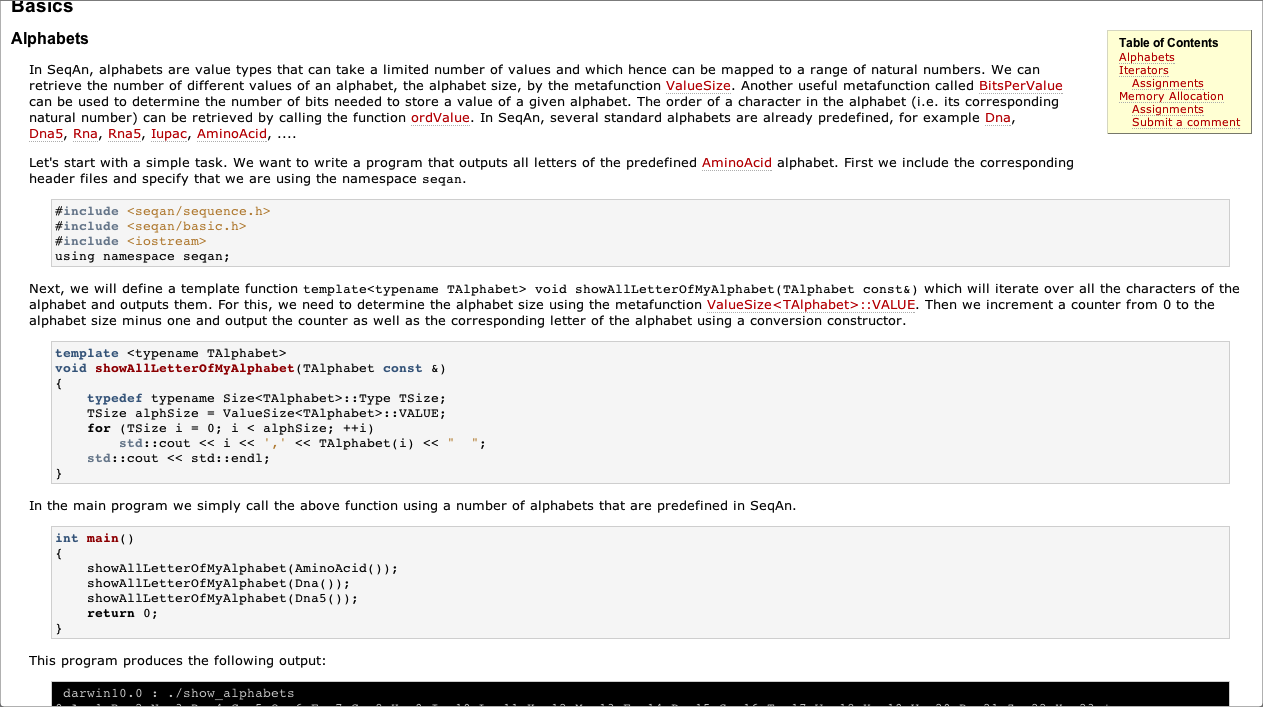 Basics
Alphabets
Table of Contents
Alphabets
Iterators
Assignments
Memory Allocation
Assignments
Submit a comment
In SeqAn, alphabets are value types that can take a limited number of values and which hence can be mapped to a range of natural numbers. We can
retrieve the number of different values of an alphabet, the alphabet size, by the metafunction ValueSize. Another useful metafunction called BitsPerValue
can be used to determine the number of bits needed to store a value of a given alphabet. The order of a character in the alphabet (i.e. its corresponding
natural number) can be retrieved by calling the function ordValue. In SeqAn, several standard alphabets are already predefined, for example Dna,
Dna5, Rna, Rna5, Iupac, AminoAcid, ....
Let's start with a simple task. We want to write a program that outputs all letters of the predefined AminoAcid alphabet. First we include the corresponding
header files and specify that we are using the namespace seqan.
#include <seqan/sequence.h>
#include <seqan/basic.h>
#include <iostream>
using namespace seqan;
Next, we will define a template function template<typename TAlphabet> void showAllLetterOfMyAlphabet(TAlphabet const&) which will iterate over all the characters of the
alphabet and outputs them. For this, we need to determine the alphabet size using the metafunction ValueSize<TAlphabet>::VALUE. Then we increment a counter from 0 to the
alphabet size minus one and output the counter as well as the corresponding letter of the alphabet using a conversion constructor.
template <typename TAlphabet>
void showAllLetterOfMyAlphabet(TAlphabet const &)
{
    typedef typename Size<TAlphabet>::Type TSize;
    TSize alphSize = ValueSize<TAlphabet>::VALUE;
    for (TSize i = 0; i < alphSize; ++i)
        std::cout << i << ',' << TAlphabet(i) << "  ";
    std::cout << std::endl;
}
In the main program we simply call the above function using a number of alphabets that are predefined in SeqAn.
int main()
{
    showAllLetterOfMyAlphabet(AminoAcid());
    showAllLetterOfMyAlphabet(Dna());
    showAllLetterOfMyAlphabet(Dna5());
    return 0;
}
This program produces the following output:
darwin10.0 : ./show_alphabets